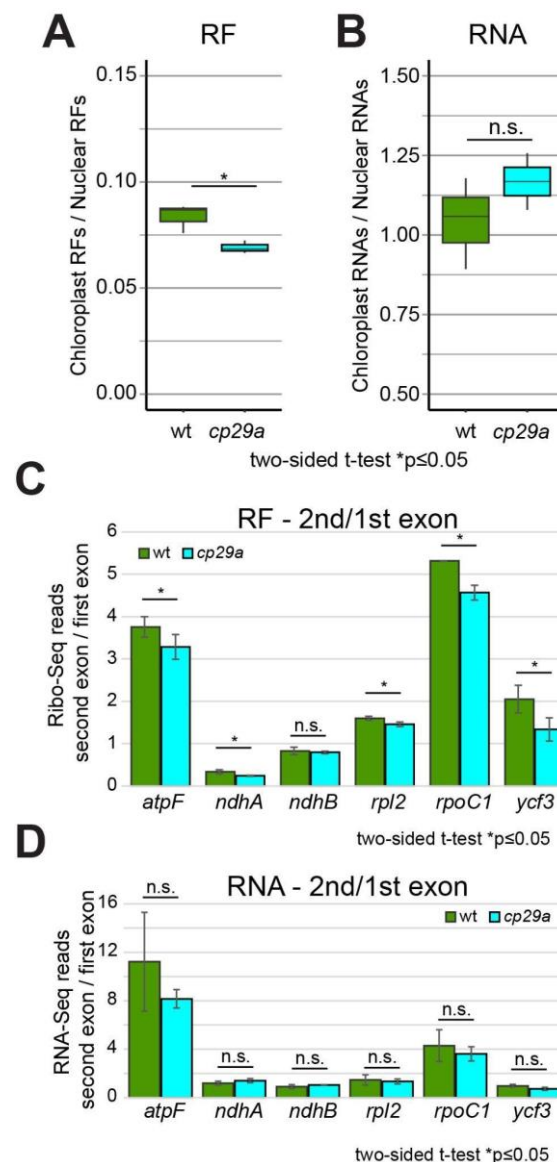 A
RF
Chloroplast RFs / Nuclear RFs
0.15
0.10
0.05
0.00
*
wt
cp29a
B
RNA
Chloroplast RNAs / Nuclear RNAs
1.50
1.25
1.00
0.75
0.50
n.s.
wt
cp29a
two-sided t-test *p≤0.05
C
RF - 2nd/1st exon
wt
cp29a
Ribo-Seq reads
second exon / first exon
6
5
4
3
2
1
0
*
*
n.s.
*
*
*
atpF
ndhA
ndhB
rpl2
rpoC1
ycf3
two-sided t-test *p≤0.05
D
RNA - 2nd/1st exon
wt
cp29a
RNA-Seq reads
second exon / first exon
16
12
8
4
0
n.s.
n.s.
n.s.
n.s.
n.s.
n.s.
atpF
ndhA
ndhB
rpl2
rpoC1
ycf3
two-sided t-test *p≤0.05